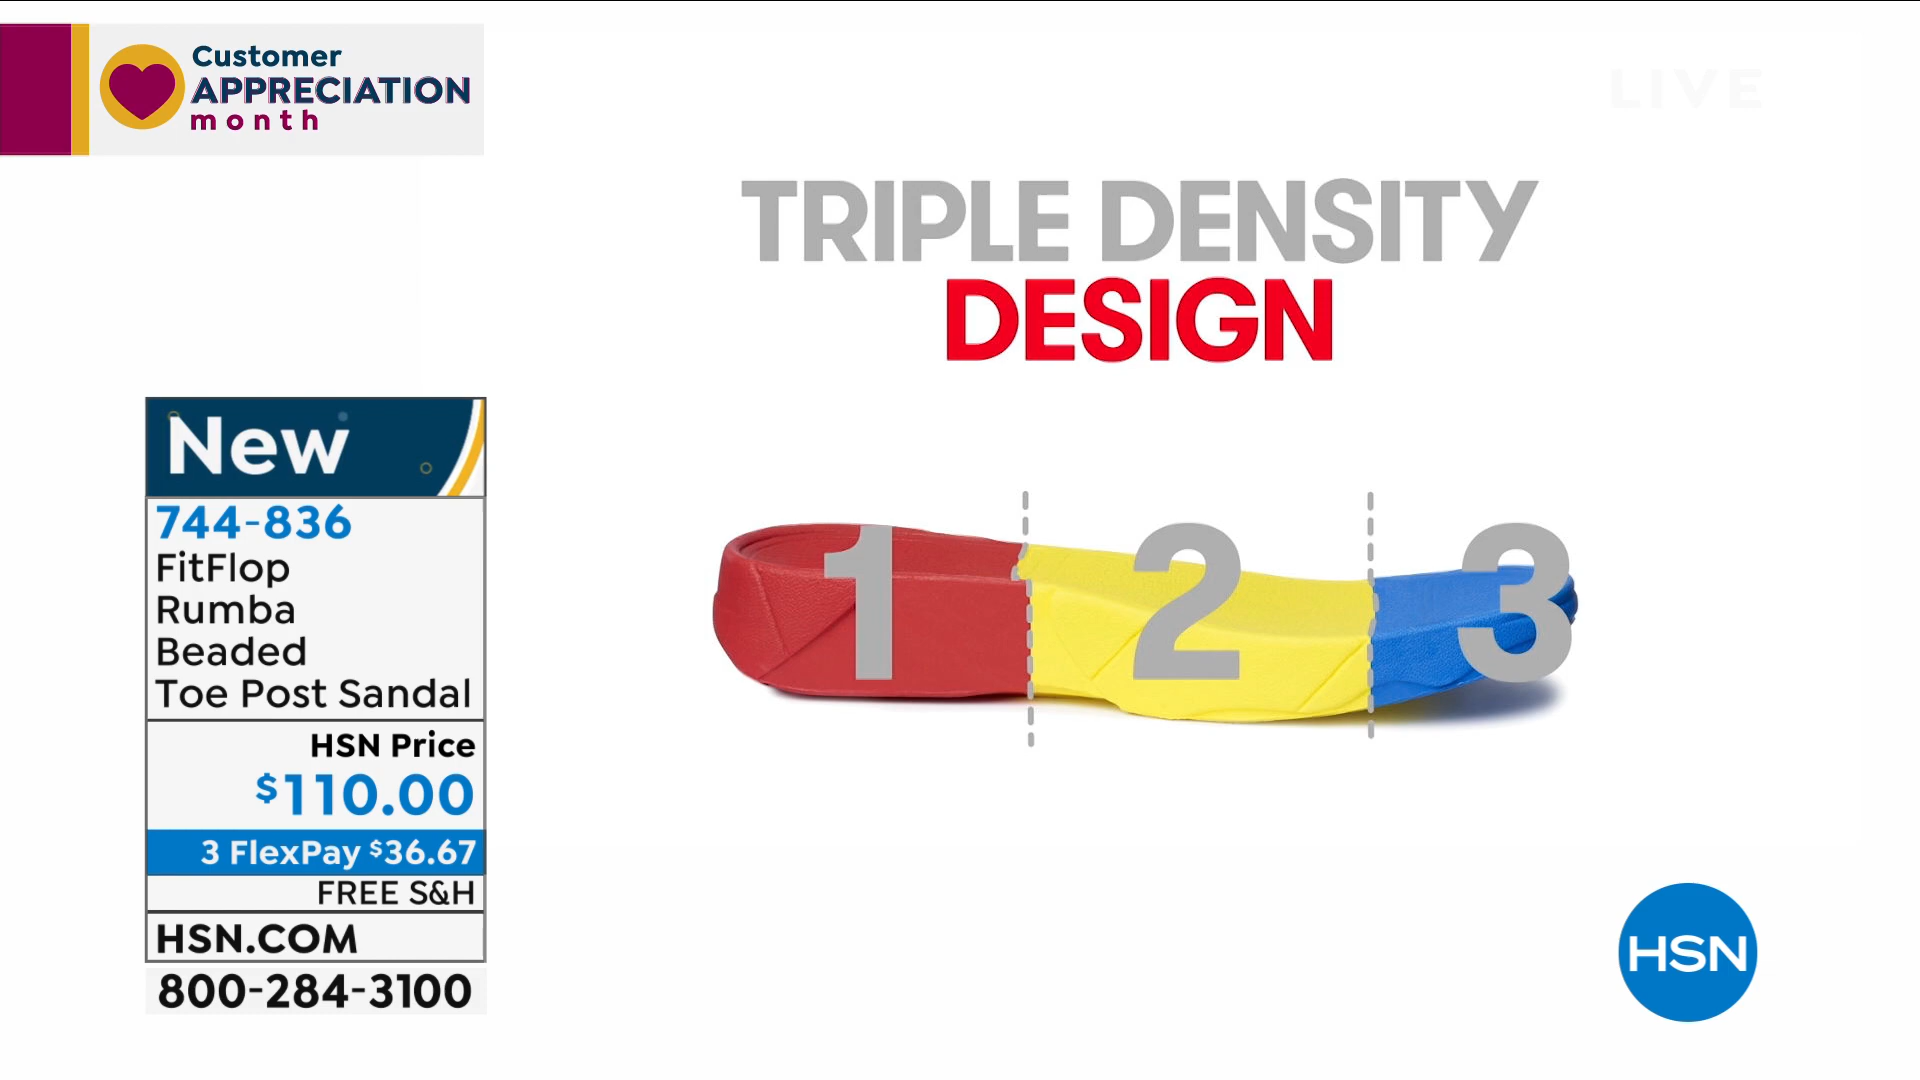 Customer
APPRECIATION
month
LIVE
TRIPLE DENSITY
DESIGN
1 2 3
New
744-836
FitFlop
Rumba
Beaded
Toe Post Sandal
HSN Price
$110.00
3 FlexPay $36.67
FREE S&H
HSN.COM
800-284-3100
HSN